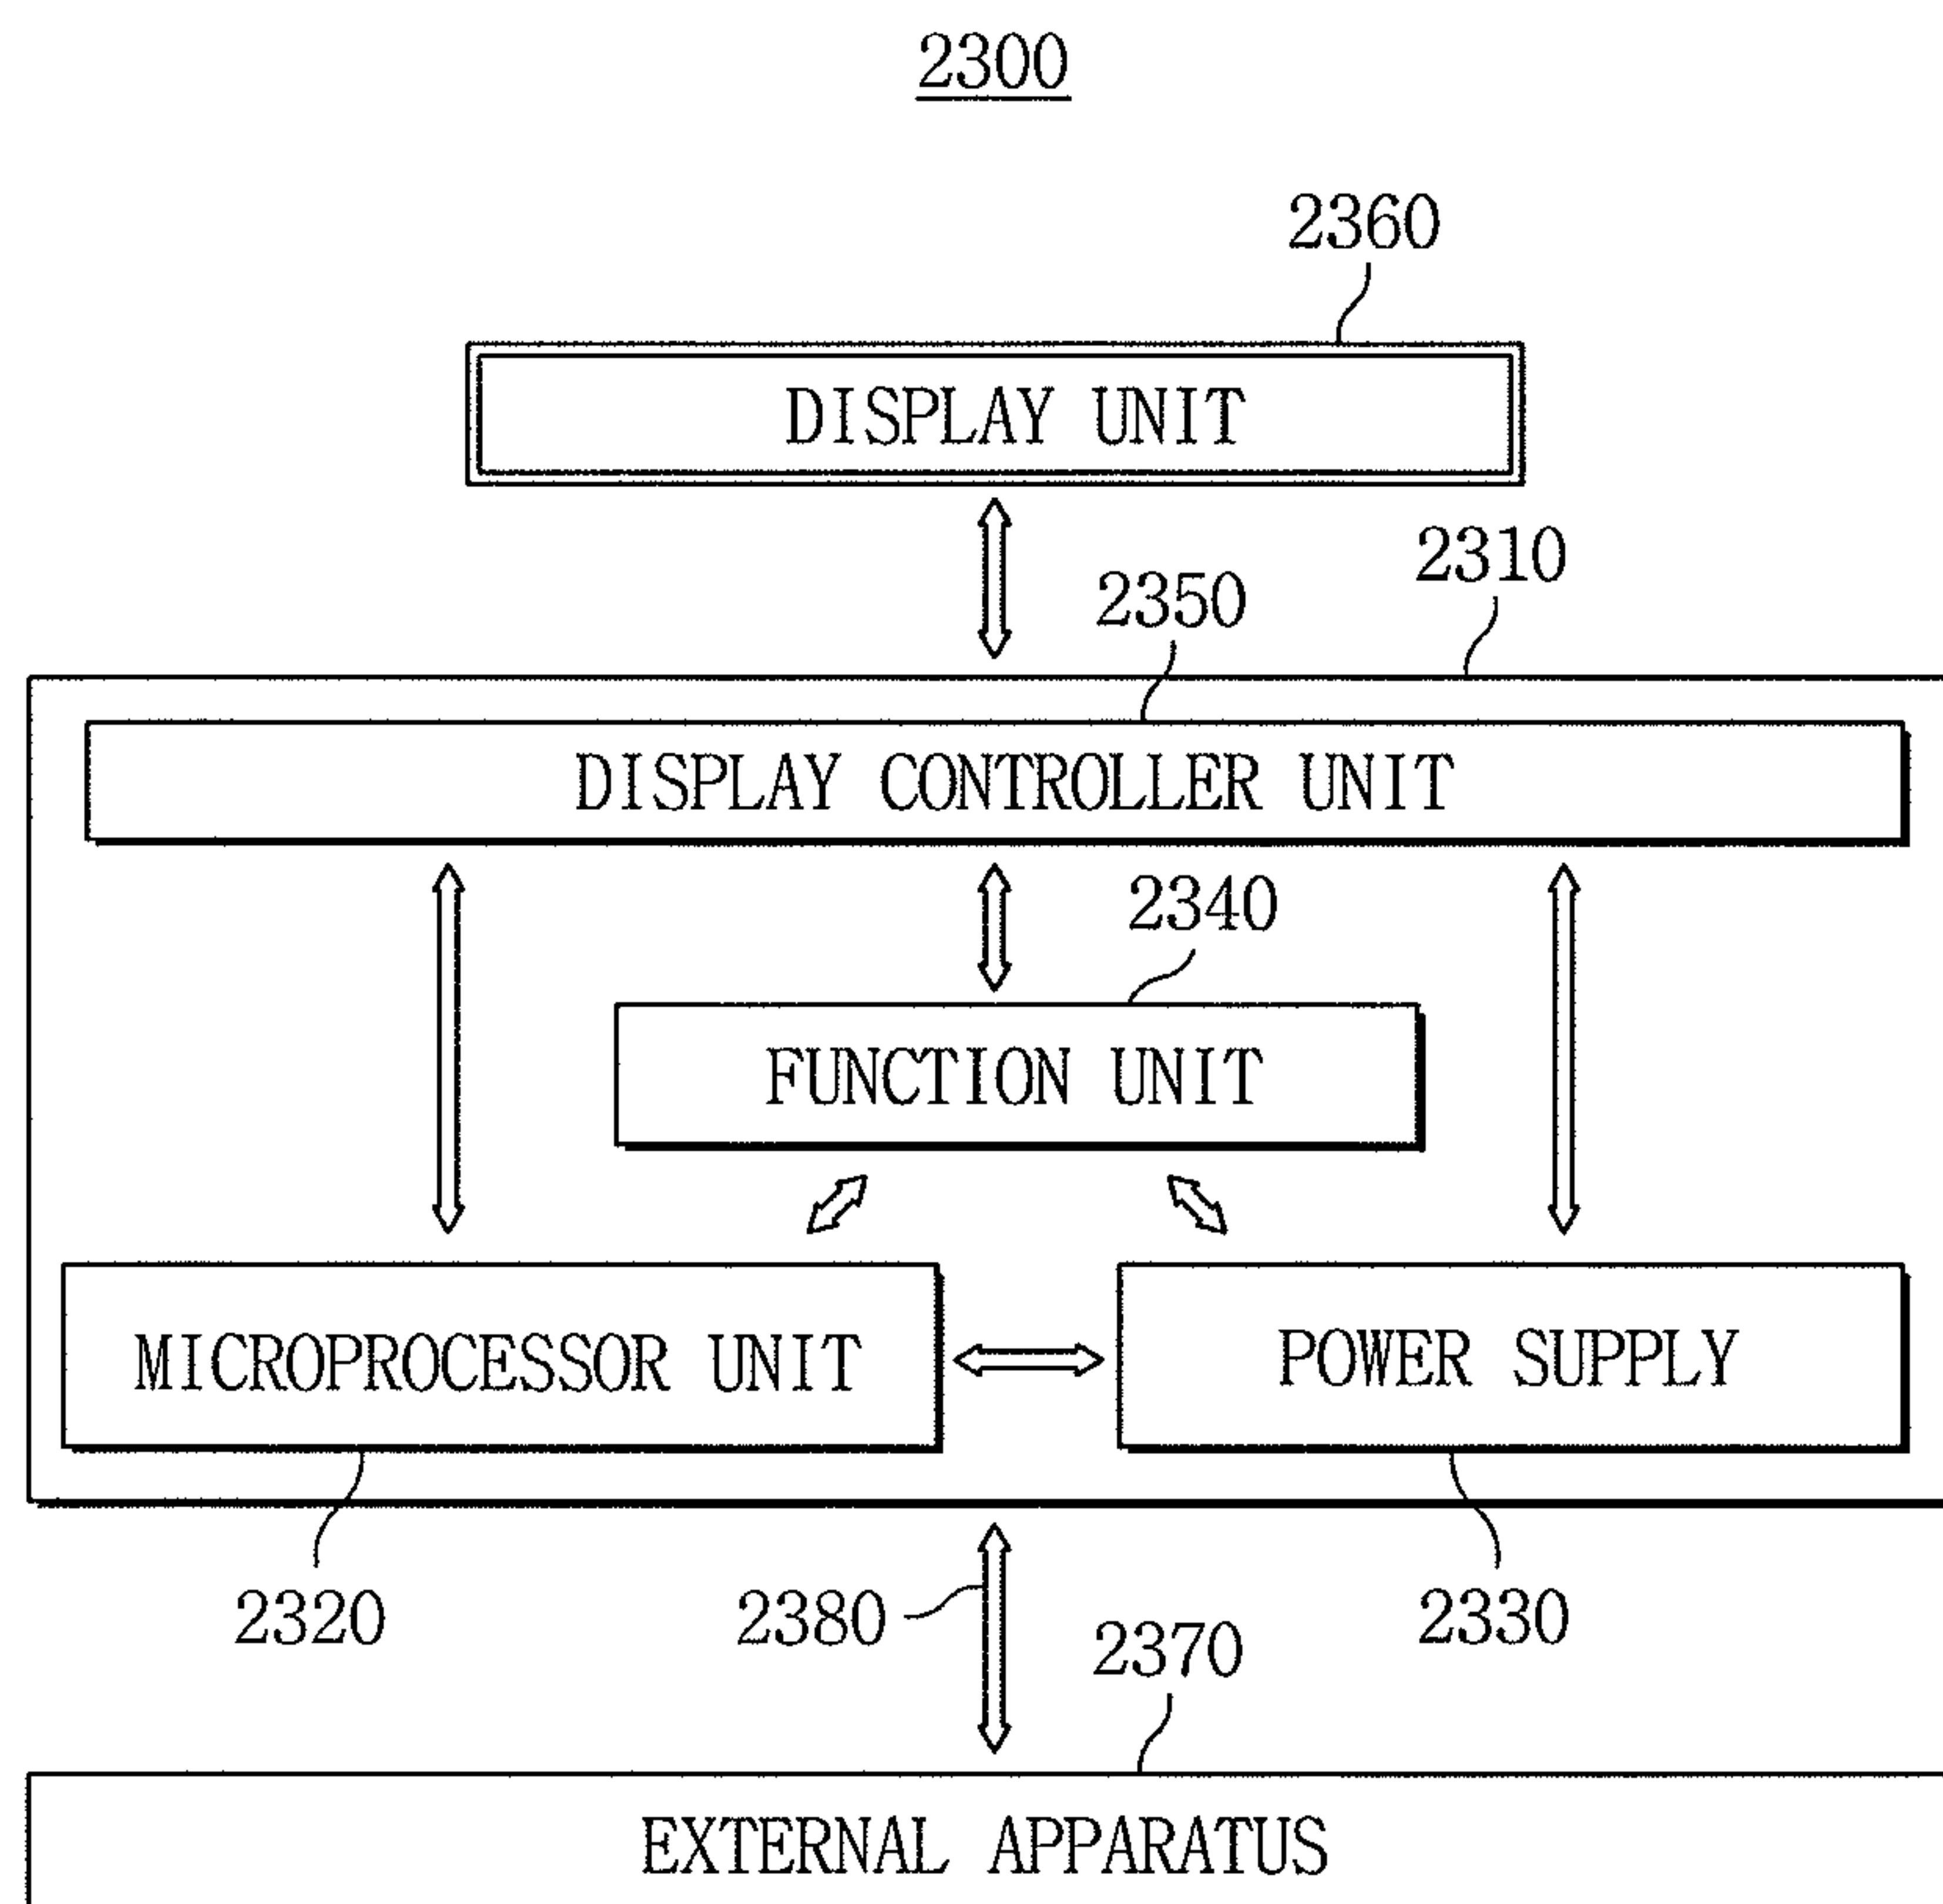 2300
2360
DISPLAY UNIT
2310
2350
DISPLAY CONTROLLER UNIT
2340
FUNCTION UNIT
MICROPROCESSOR UNIT
POWER SUPPLY
2320
2380
2330
2370
EXTERNAL APPARATUS